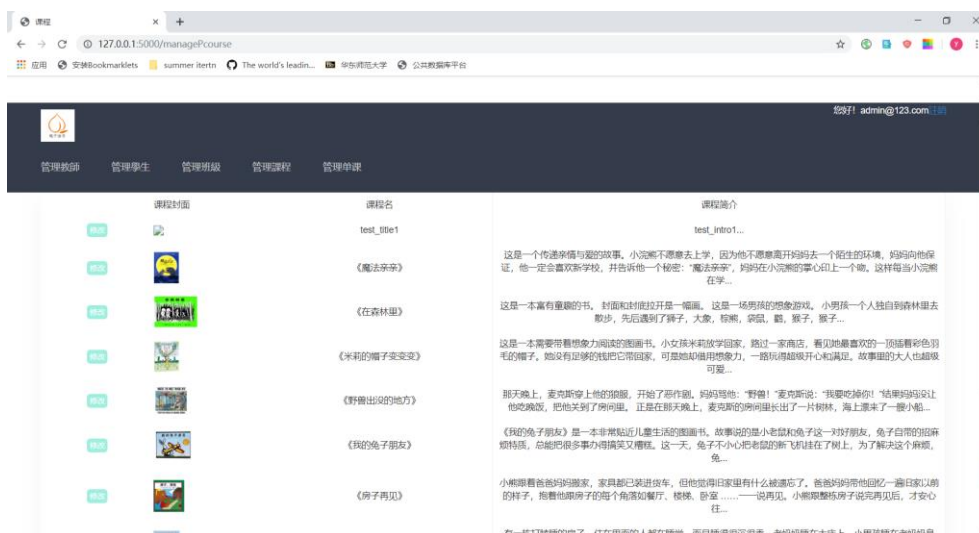 课程
127.0.0.1:5000/managePcourse
应用 安装Bookmarklets summer itertn The world's leadin... 华东师范大学 公共数据库平台
您好! admin@123.com注销
管理教師 管理學生 管理班級 管理課程 管理单课
课程封面 课程名 课程简介
修改 test_title1 test_intro1...
这是一个传递亲情与爱的故事。小浣熊不愿意去上学,因为他不愿意离开妈妈去一个陌生的环境,妈妈向他保
修改 《魔法亲亲》 证,他一定会喜欢新学校,并告诉他一个秘密:“魔法亲亲”,妈妈在小浣熊的掌心印上一个吻。这样每当小浣熊
在学...
这是一本富有童趣的书。 封面和封底拉开是一幅画。 这是一场男孩的想象游戏。 小男孩一个人独自到森林里去
修改 《在森林里》 散步,先后遇到了狮子,大象,棕熊,袋鼠,鹳,猴子,猴子...
这是一本需要带着想象力阅读的图画书。小女孩米莉放学回家,路过一家商店,看见她最喜欢的一顶插着彩色羽
修改 《米莉的帽子变变变》 毛的帽子。她没有足够的钱把它带回家,可是她却借用想象力,一路玩得超级开心和满足。故事里的大人也超级
可爱...
那天晚上,麦克斯穿上他的狼服,开始了恶作剧。妈妈骂他:“野兽!”麦克斯说:“我要吃掉你!”结果妈妈没让
修改 《野兽出没的地方》 他吃晚饭,把他关到了房间里。 正是在那天晚上,麦克斯的房间里长出了一片树林,海上漂来了一艘小船...
《我的兔子朋友》是一本非常贴近儿童生活的图画书。故事说的是小老鼠和兔子这一对好朋友,兔子自带的招麻
修改 《我的兔子朋友》 烦特质,总能把很多事办得搞笑又糟糕。这一天,兔子不小心把老鼠的新飞机挂在了树上,为了解决这个麻烦,
兔...
小熊跟着爸爸妈妈搬家,家具都已装进货车,但他觉得旧家里有什么被遗忘了。爸爸妈妈带他回忆一遍旧家以前
修改 《房子再见》 的样子,抱着他跟房子的每个角落如餐厅、楼梯、卧室……——说再见。小熊跟整栋房子说完再见后,才安心
往...